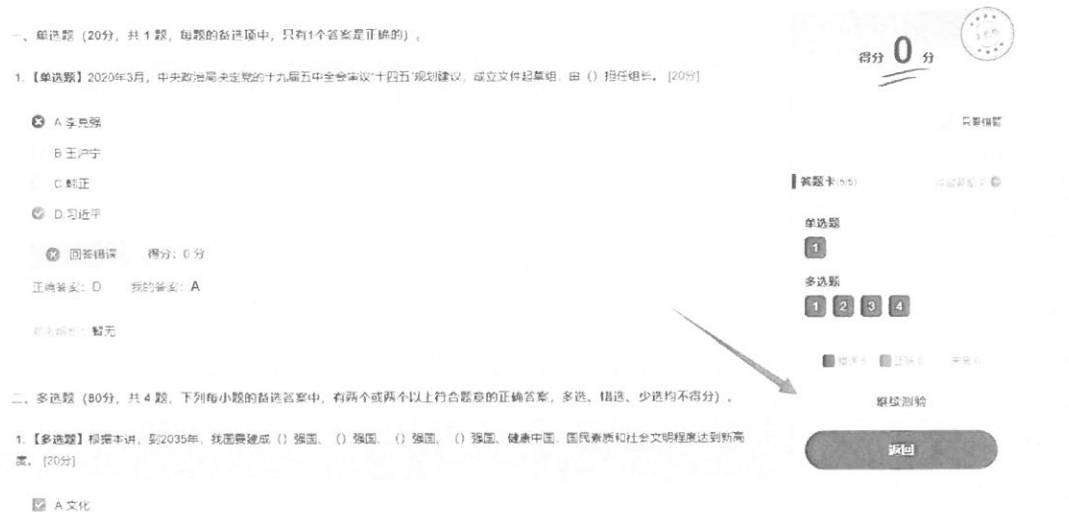 一、单选题（20分，共 1 题，每题的备选项中，只有1个答案是正确的）。
得分 0 分
1.【单选题】2020年3月，中央政治局决定党的十九届五中全会审议“十四五”规划建议，成立文件起草组，由（）担任组长。 [20分]
只看错题
A 李克强
B 王沪宁
C 韩正
D 习近平
答题卡(5/5)
回答错误 得分：0 分
单选题
1
正确答案：D 我的答案：A
多选题
1 2 3 4
暂无
二、多选题（80分，共 4 题，下列每小题的备选答案中，有两个或两个以上符合题意的正确答案，多选、错选、少选均不得分）。
继续测验
1.【多选题】根据本讲，到2035年，我国要建成（）强国、（）强国、（）强国、（）强国、健康中国，国民素质和社会文明程度达到新高
度。 [20分]
返回
A 文化